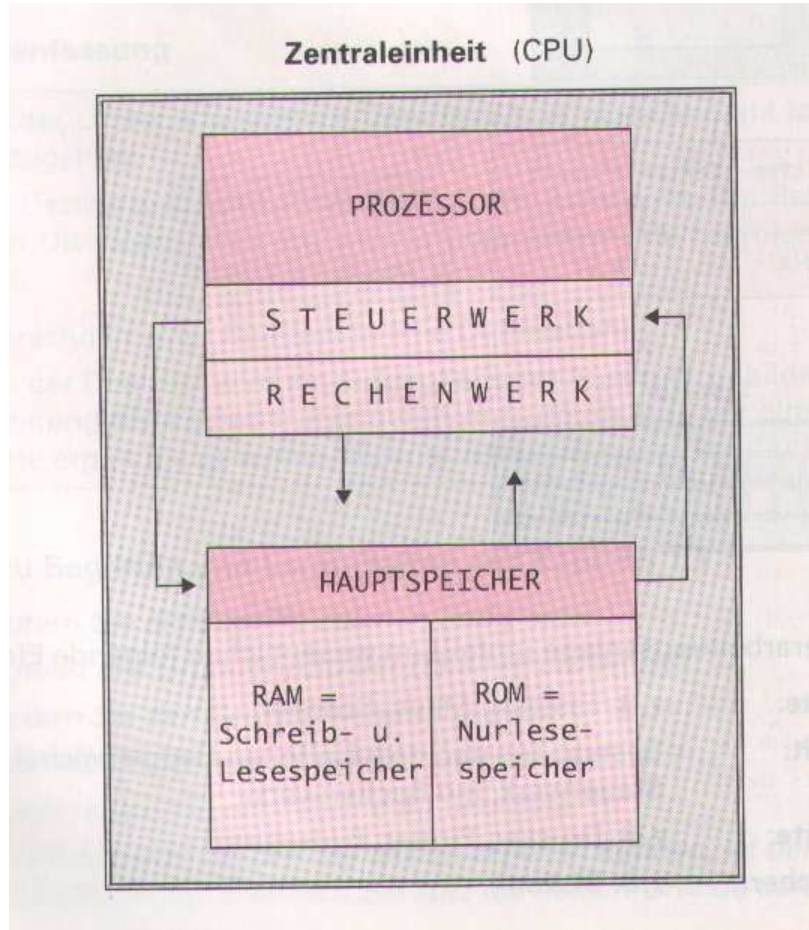 Zentraleinheit (CPU)
PROZESSOR
STEUERWERK
RECHENWERK
HAUPTSPEICHER
RAM =
Schreib- u.
Lesespeicher
ROM =
Nurlese-
speicher